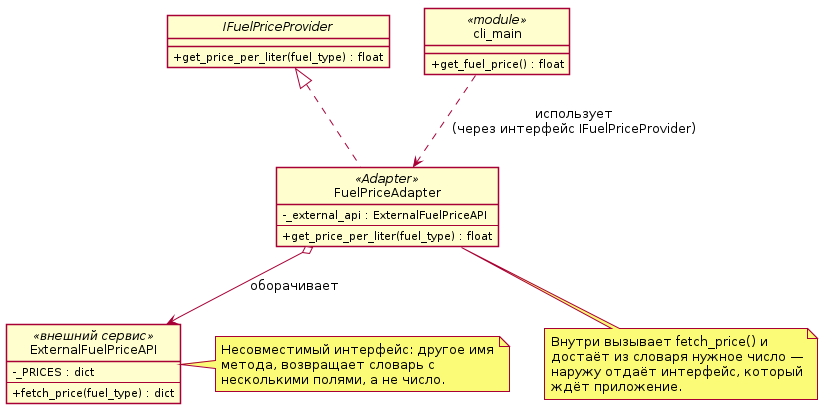 IFuelPriceProvider
+get_price_per_liter(fuel_type) : float
«module»
cli_main
+get_fuel_price() : float
использует
(через интерфейс IFuelPriceProvider)
«Adapter»
FuelPriceAdapter
-_external_api : ExternalFuelPriceAPI
+get_price_per_liter(fuel_type) : float
оборачивает
«внешний сервис»
ExternalFuelPriceAPI
-_PRICES : dict
+fetch_price(fuel_type) : dict
Несовместимый интерфейс: другое имя
метода, возвращает словарь с
несколькими полями, а не число.
Внутри вызывает fetch_price() и
достаёт из словаря нужное число —
наружу отдаёт интерфейс, который
ждёт приложение.